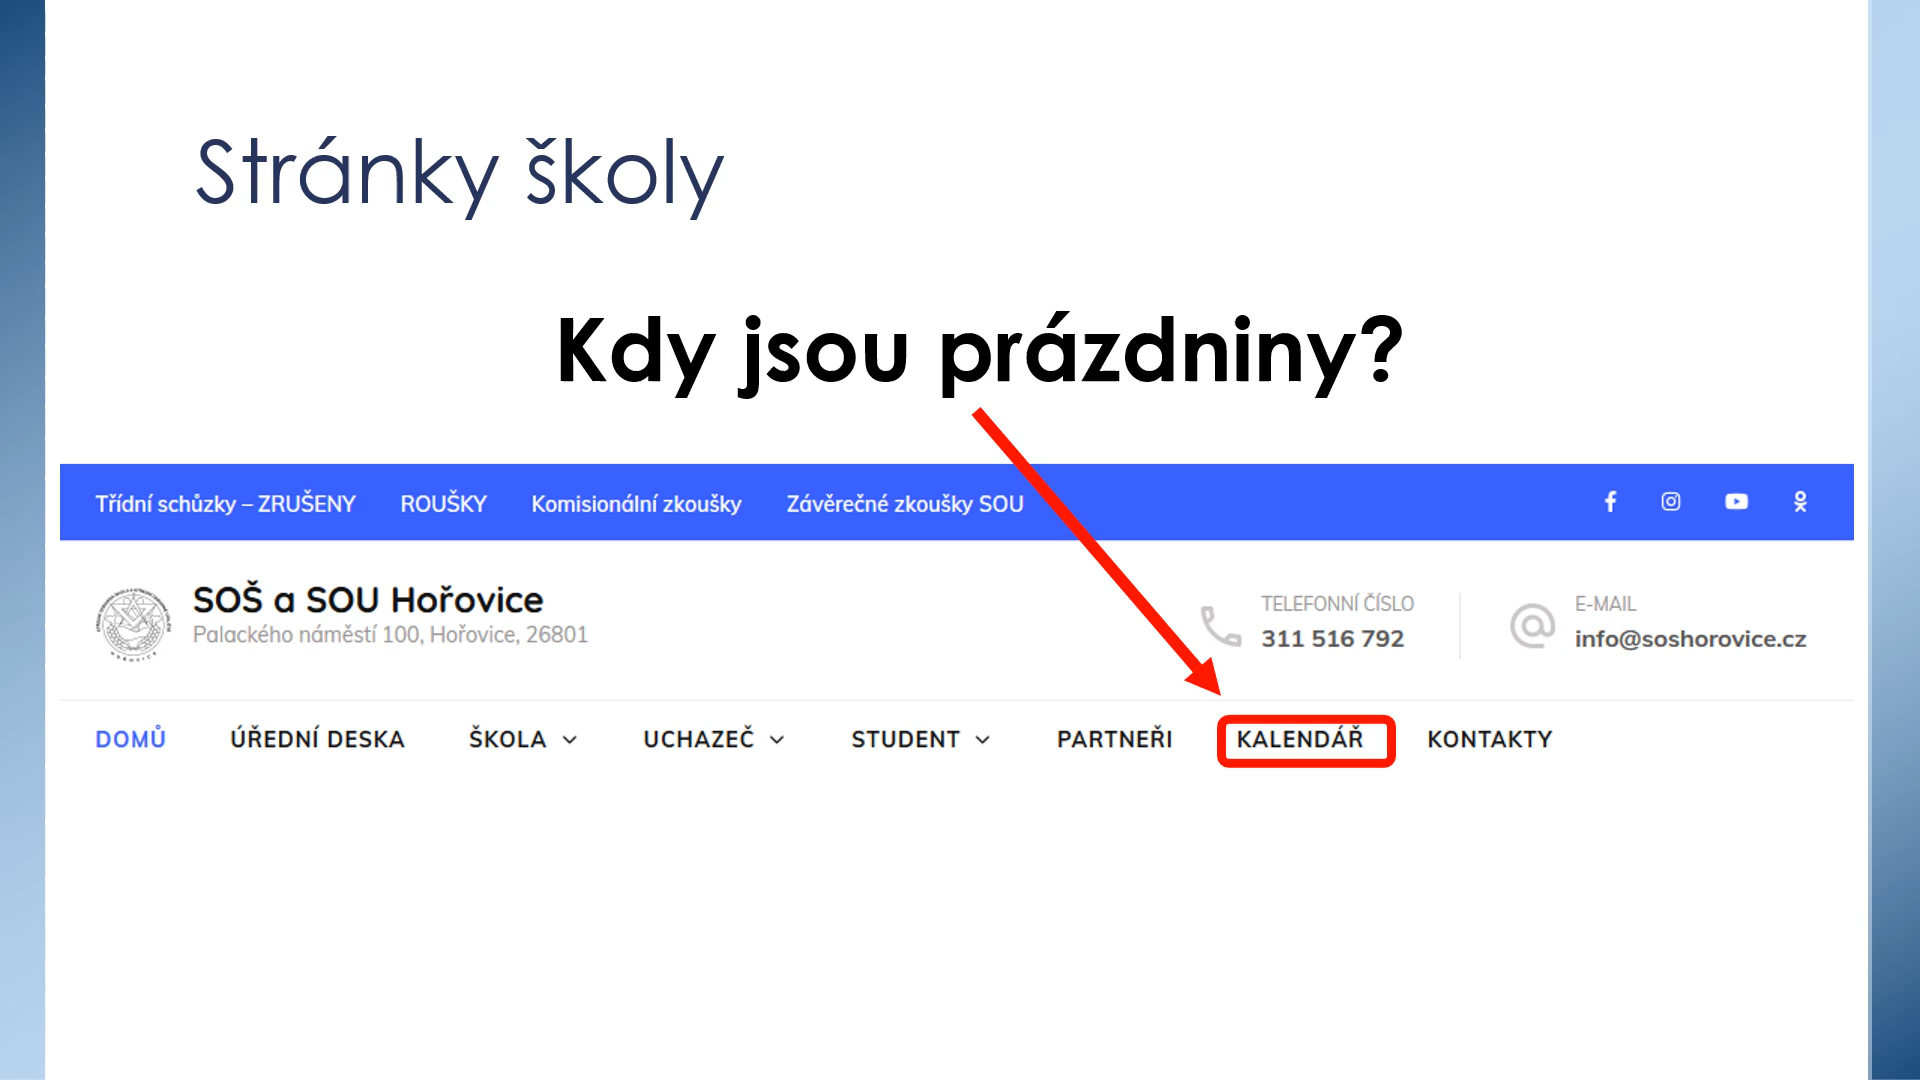 Stránky školy
Kdy jsou prázdniny?
Třídní schůzky – ZRUŠENY ROUŠKY Komisionální zkoušky Závěrečné zkoušky SOU
SOŠ a SOU Hořovice
Palackého náměstí 100, Hořovice, 26801
TELEFONNÍ ČÍSLO
311 516 792
E-MAIL
info@soshorovice.cz
DOMŮ ÚŘEDNÍ DESKA ŠKOLA UCHAZEČ STUDENT PARTNEŘI KALENDÁŘ KONTAKTY